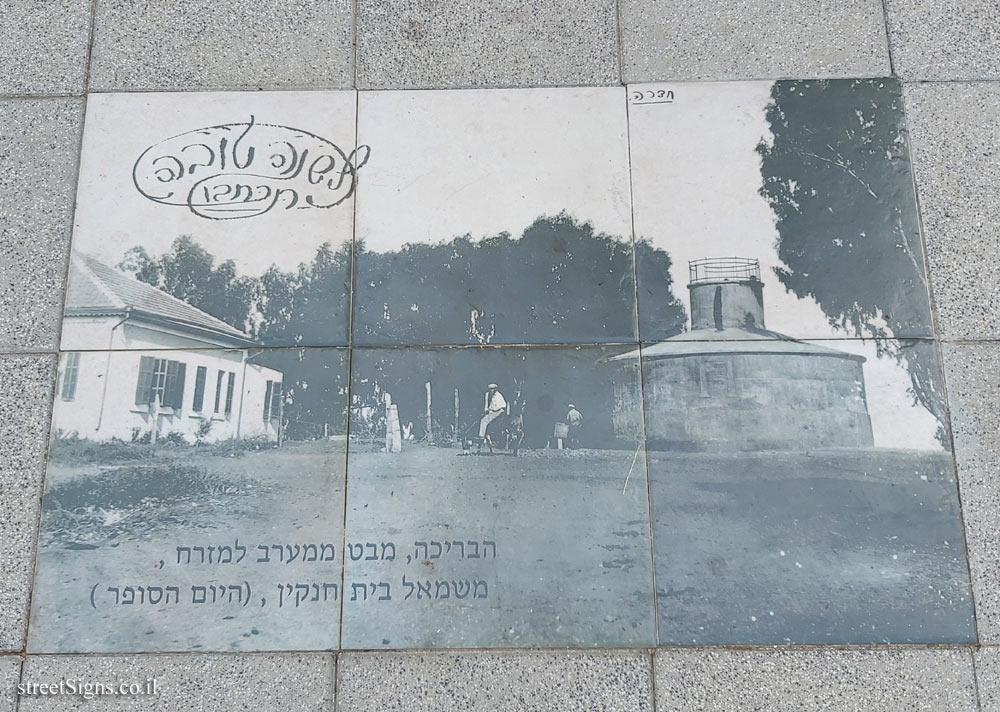 לשנה טובה
תכתבו
חדרה.
הבריכה, מבט ממערב למזרח,
משמאל בית חנקין, (היום הסופר)
streetSigns.co.il